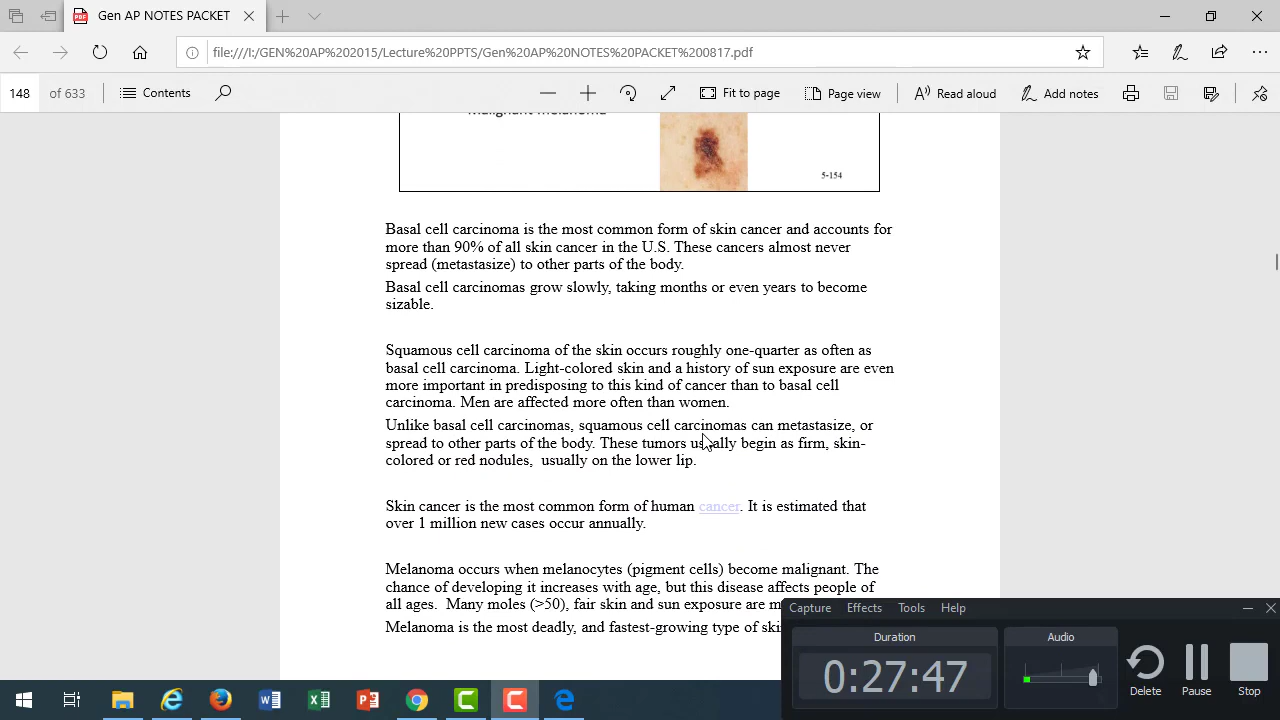 Gen AP NOTES PACKET
file:///I:/GEN%20AP%202015/Lecture%20PPTS/Gen%20AP%20NOTES%20PACKET%200817.pdf
148 of 633 Contents Fit to page Page view Read aloud Add notes
5-154
Basal cell carcinoma is the most common form of skin cancer and accounts for
more than 90% of all skin cancer in the U.S. These cancers almost never
spread (metastasize) to other parts of the body.
Basal cell carcinomas grow slowly, taking months or even years to become
sizable.
Squamous cell carcinoma of the skin occurs roughly one-quarter as often as
basal cell carcinoma. Light-colored skin and a history of sun exposure are even
more important in predisposing to this kind of cancer than to basal cell
carcinoma. Men are affected more often than women.
Unlike basal cell carcinomas, squamous cell carcinomas can metastasize, or
spread to other parts of the body. These tumors usually begin as firm, skin-
colored or red nodules, usually on the lower lip.
Skin cancer is the most common form of human cancer. It is estimated that
over 1 million new cases occur annually.
Melanoma occurs when melanocytes (pigment cells) become malignant. The
chance of developing it increases with age, but this disease affects people of
all ages. Many moles (>50), fair skin and sun exposure are
Melanoma is the most deadly, and fastest-growing type of
Capture Effects Tools Help
Duration Audio
0:27:47
Delete Pause Stop